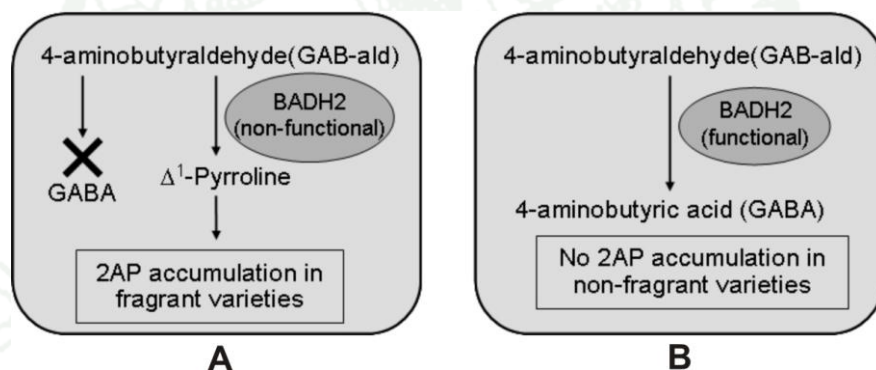 4-aminobutyraldehyde(GAB-ald)
BADH2
(non-functional)
GABA
Δ¹-Pyrroline
2AP accumulation in
fragrant varieties
A
4-aminobutyraldehyde(GAB-ald)
BADH2
(functional)
4-aminobutyric acid (GABA)
No 2AP accumulation in
non-fragrant varieties
B